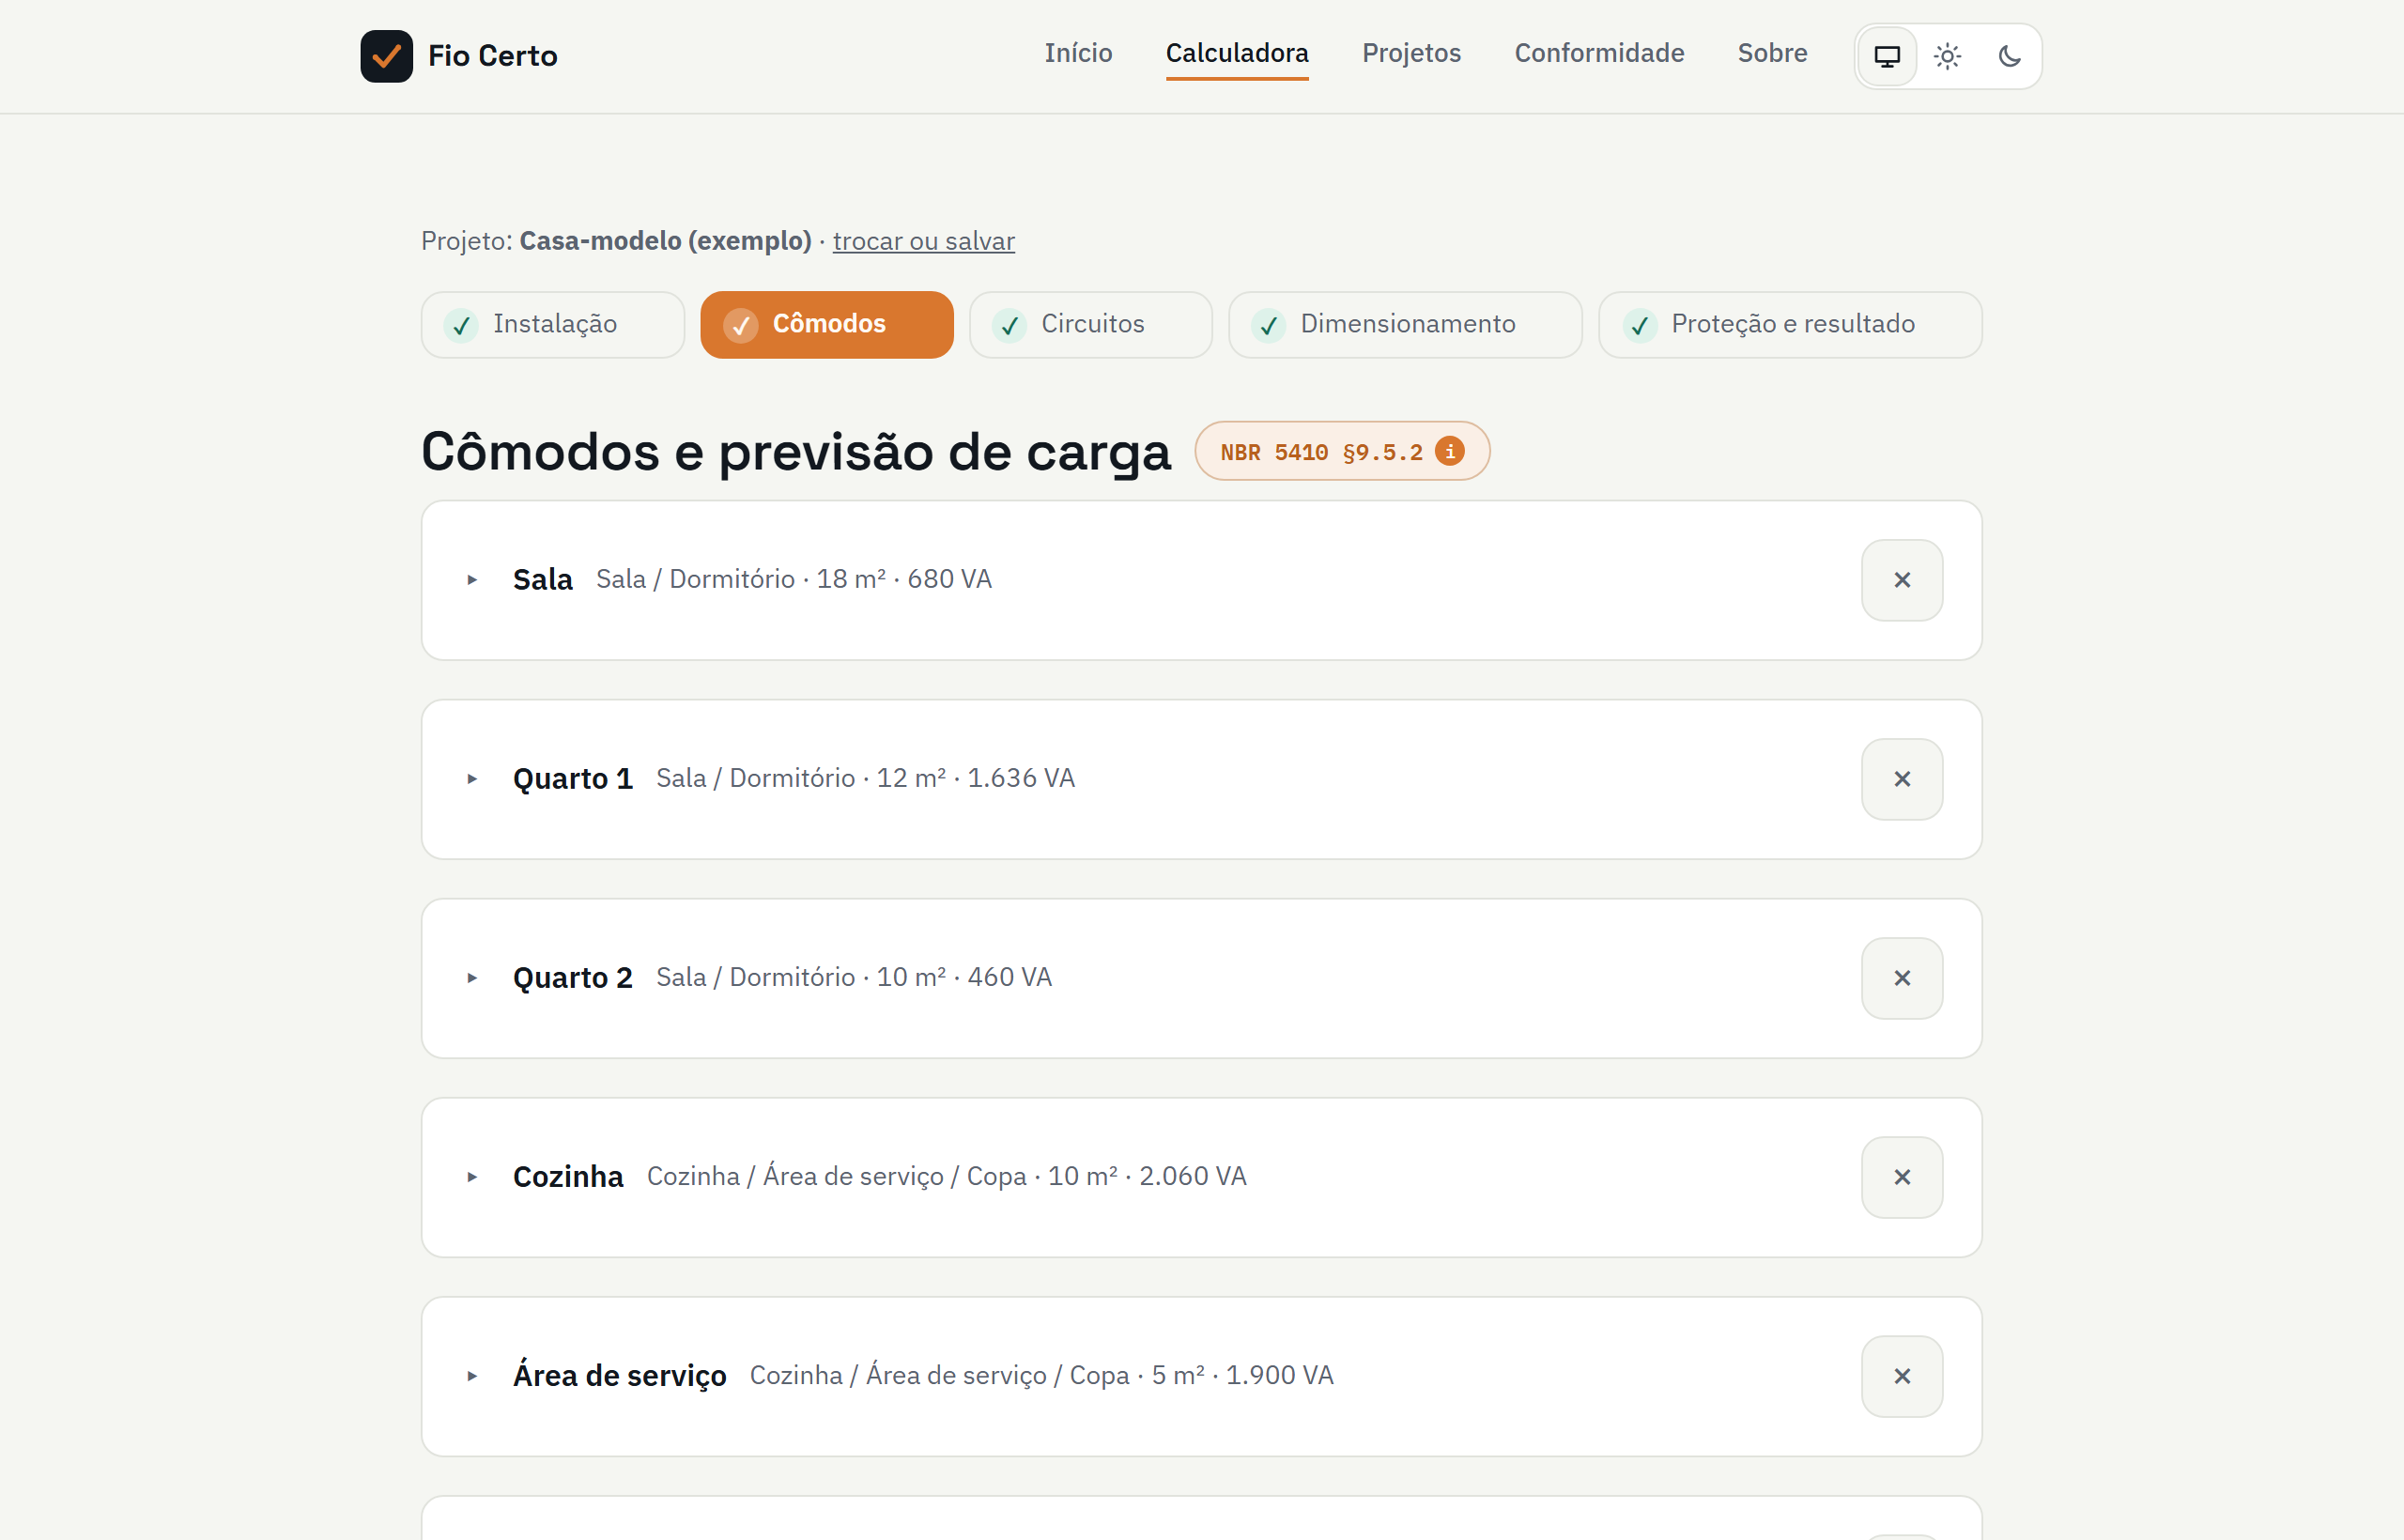 Fio Certo
Início Calculadora Projetos Conformidade Sobre
Projeto: Casa-modelo (exemplo) · trocar ou salvar
Instalação Cômodos Circuitos Dimensionamento Proteção e resultado
Cômodos e previsão de carga NBR 5410 §9.5.2 i
Sala Sala / Dormitório · 18 m² · 680 VA
Quarto 1 Sala / Dormitório · 12 m² · 1.636 VA
Quarto 2 Sala / Dormitório · 10 m² · 460 VA
Cozinha Cozinha / Área de serviço / Copa · 10 m² · 2.060 VA
Área de serviço Cozinha / Área de serviço / Copa · 5 m² · 1.900 VA